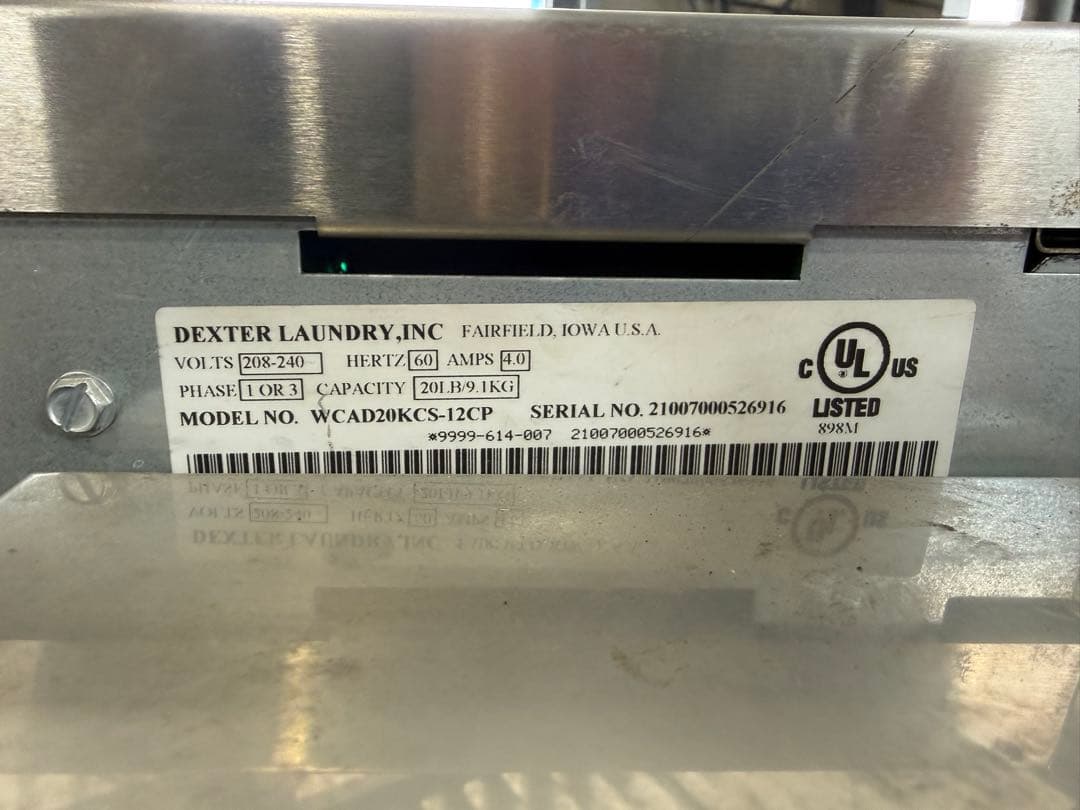 DEXTER LAUNDRY,INC FAIRFIELD, IOWA U.S.A.
VOLTS 208-240 HERTZ 60 AMPS 4.0
PHASE 1 OR 3 CAPACITY 20LB/9.1KG
MODEL NO. WCAD20KCS-12CP SERIAL NO. 21007000526916
*9999-614-007 21007000526916*
C UL US
LISTED
898M